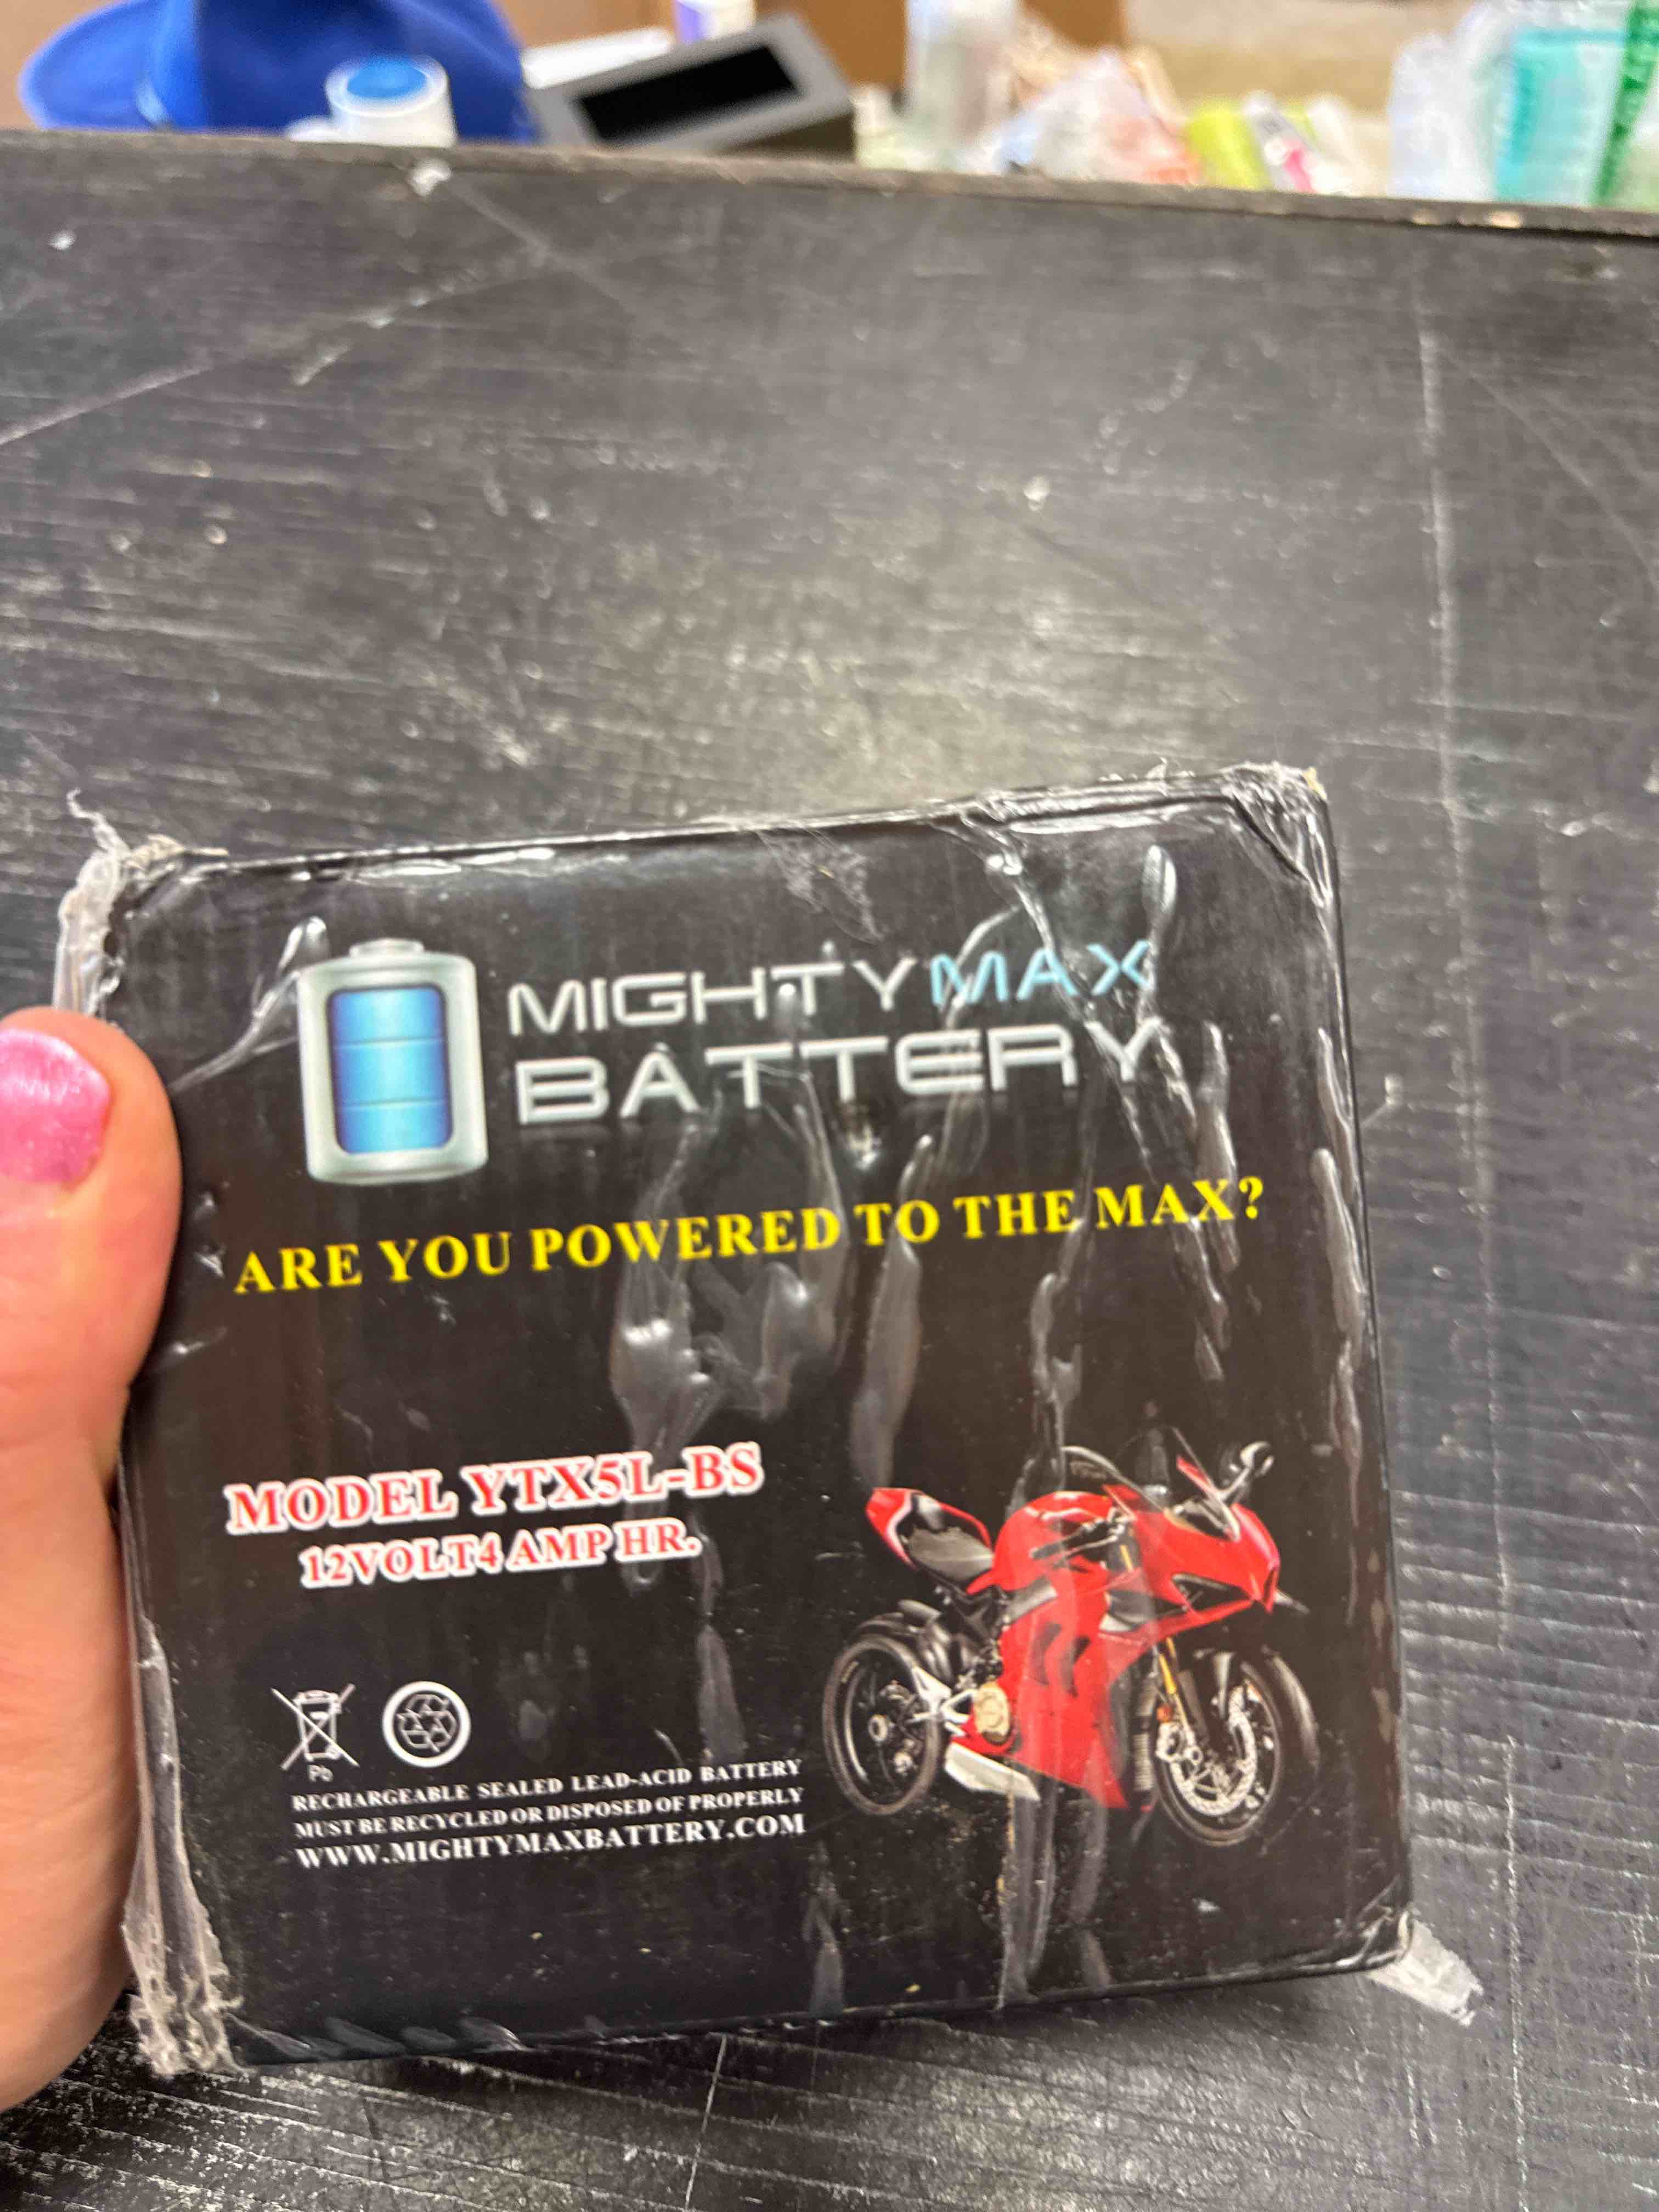 MIGHTYMAX
BATTERY
ARE YOU POWERED TO THE MAX?
MODEL YTX5L-BS
12VOLT4 AMP HR.
Pb
RECHARGEABLE SEALED LEAD-ACID BATTERY
MUST BE RECYCLED OR DISPOSED OF PROPERLY
WWW.MIGHTYMAXBATTERY.COM